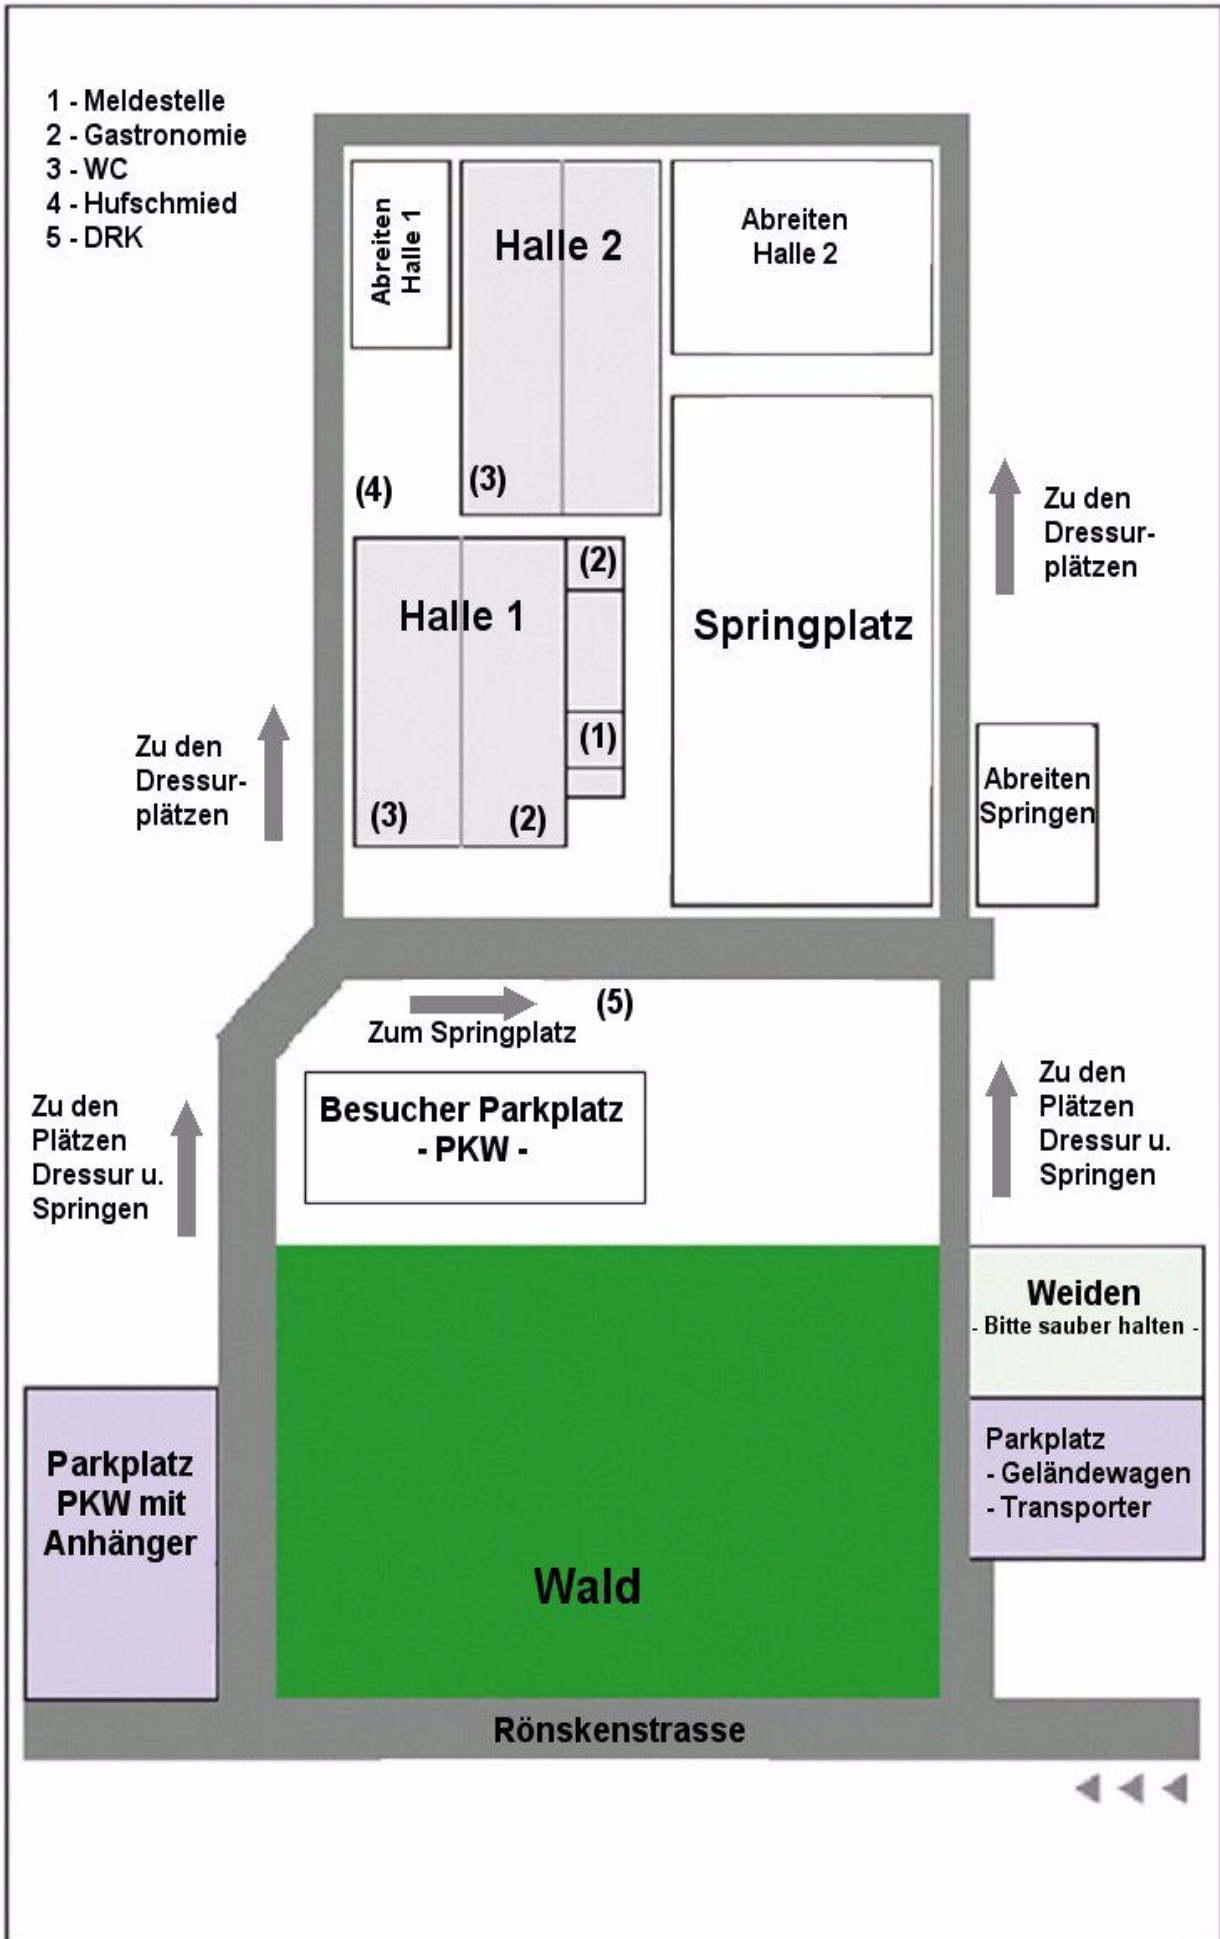 1 - Meldestelle
2 - Gastronomie
3 - WC
4 - Hufschmied
5 - DRK
Abreiten
Halle 1
Halle 2
Abreiten
Halle 2
(4)
(3)
Zu den
Dressur-
plätzen
(2)
Halle 1
Springplatz
(1)
Zu den
Dressur-
plätzen
Abreiten
Springen
(3)
(2)
(5)
Zum Springplatz
Besucher Parkplatz
- PKW -
Zu den
Plätzen
Dressur u.
Springen
Zu den
Plätzen
Dressur u.
Springen
Weiden
- Bitte sauber halten -
Parkplatz
PKW mit
Anhänger
Parkplatz
- Geländewagen
- Transporter
Wald
Rönskenstrasse